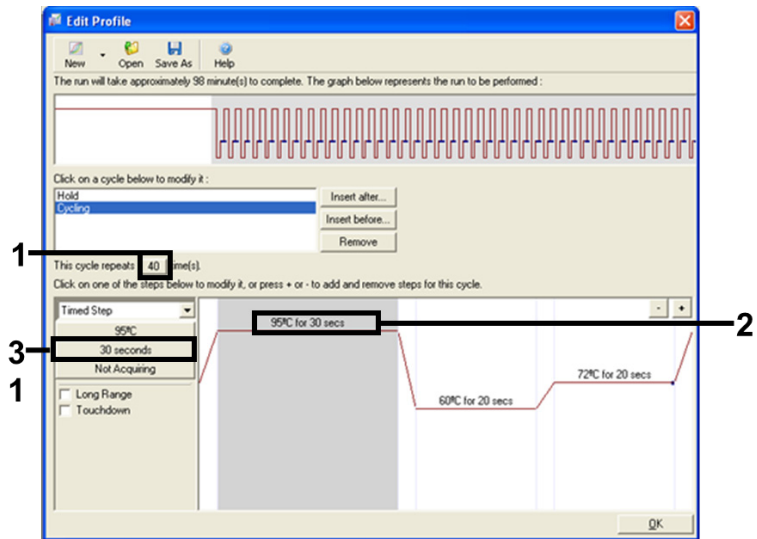 Edit Profile
New Open Save As Help
The run will take approximately 98 minute(s) to complete. The graph below represents the run to be performed :
Click on a cycle below to modify it :
Hold
Cycling
Insert after...
Insert before...
Remove
1
This cycle repeats 40 time(s).
Click on one of the steps below to modify it, or press + or - to add and remove steps for this cycle.
Timed Step
- +
95ºC for 30 secs
2
95ºC
3
30 seconds
Not Acquiring
72ºC for 20 secs
1
Long Range
60ºC for 20 secs
Touchdown
OK